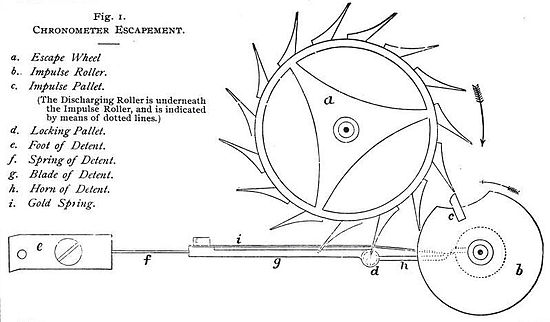 Fig. 1.
CHRONOMETER ESCAPEMENT.
a. Escape Wheel
b. Impulse Roller.
c. Impulse Pallet.
(The Discharging Roller is underneath
the Impulse Roller, and is indicated
by means of dotted lines.)
d. Locking Pallet.
e. Foot of Detent.
f. Spring of Detent.
g. Blade of Detent.
h. Horn of Detent.
i. Gold Spring.
a
c
b
e
f
i
g
d
h